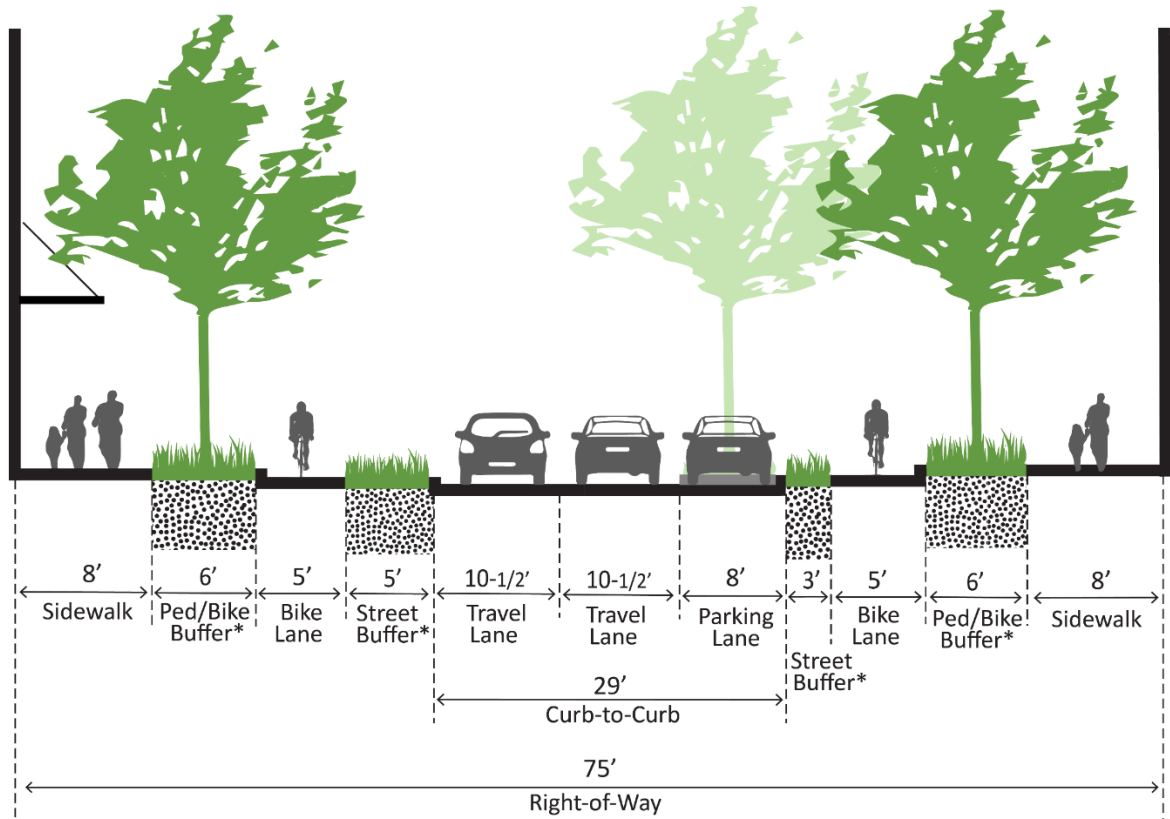 8’
6’
5’
5’
10-1/2’
10-1/2’
8’
3’
5’
6’
8’
Sidewalk
Ped/Bike
Buffer*
Bike
Lane
Street
Buffer*
Travel
Lane
Travel
Lane
Parking
Lane
Street
Buffer*
Bike
Lane
Ped/Bike
Buffer*
Sidewalk
29’
Curb-to-Curb
75’
Right-of-Way